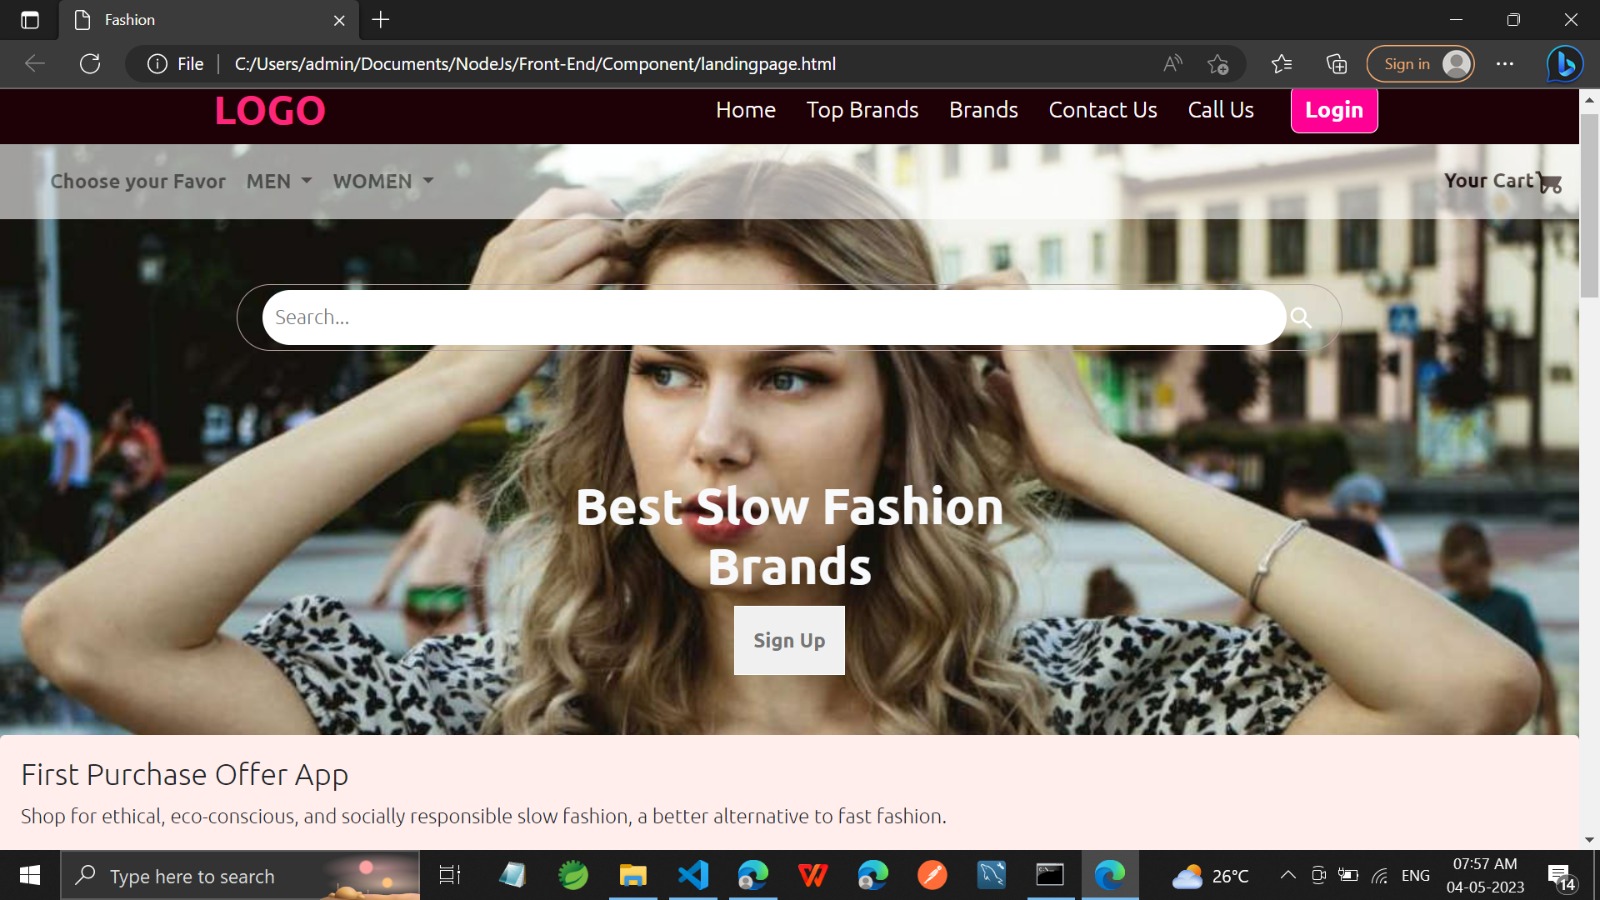 Fashion
File
C:/Users/admin/Documents/NodeJs/Front-End/Component/landingpage.html
Sign in
LOGO
Home Top Brands Brands Contact Us Call Us Login
Choose your Favor MEN WOMEN
Your Cart
Search...
Best Slow Fashion
Brands
Sign Up
First Purchase Offer App
Shop for ethical, eco-conscious, and socially responsible slow fashion, a better alternative to fast fashion.
Type here to search
26°C
ENG
07:57 AM
04-05-2023
14